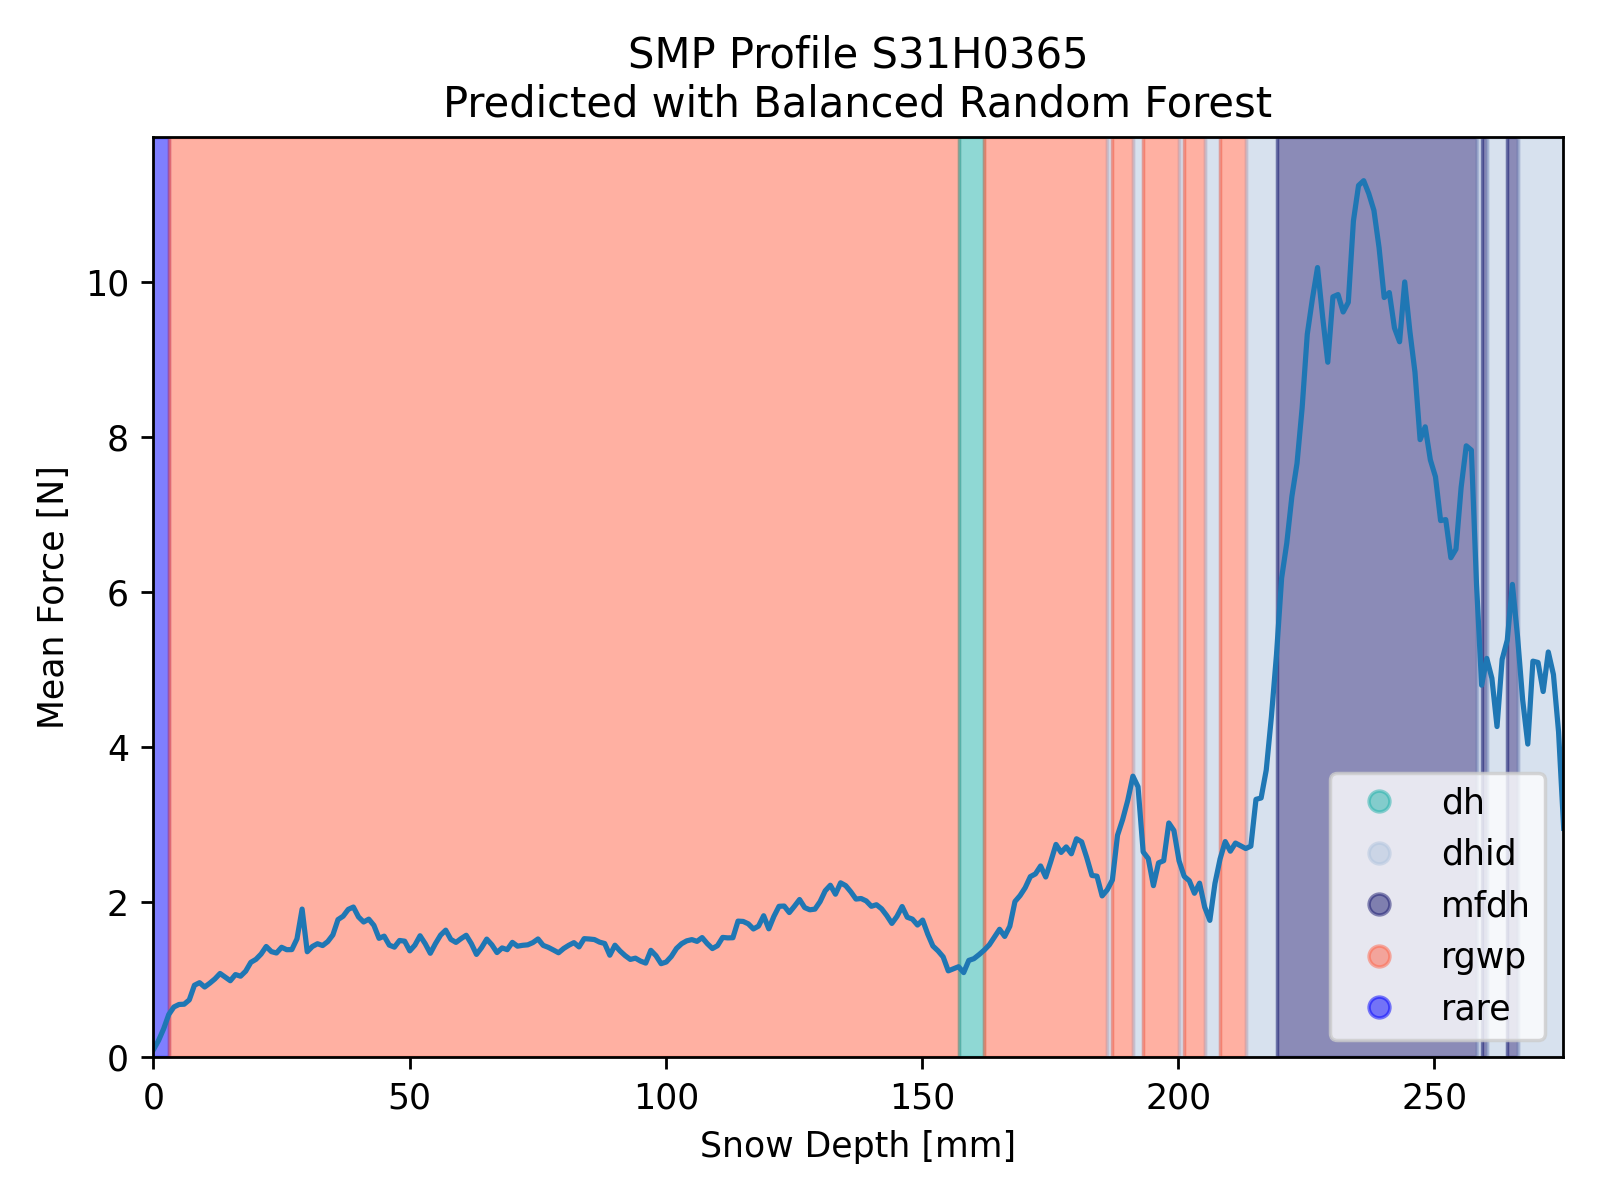 SMP Profile S31H0365
Predicted with Balanced Random Forest
Mean Force [N]
10
8
6
4
2
0
0 50 100 150 200 250
Snow Depth [mm]
dh
dhid
mfdh
rgwp
rare